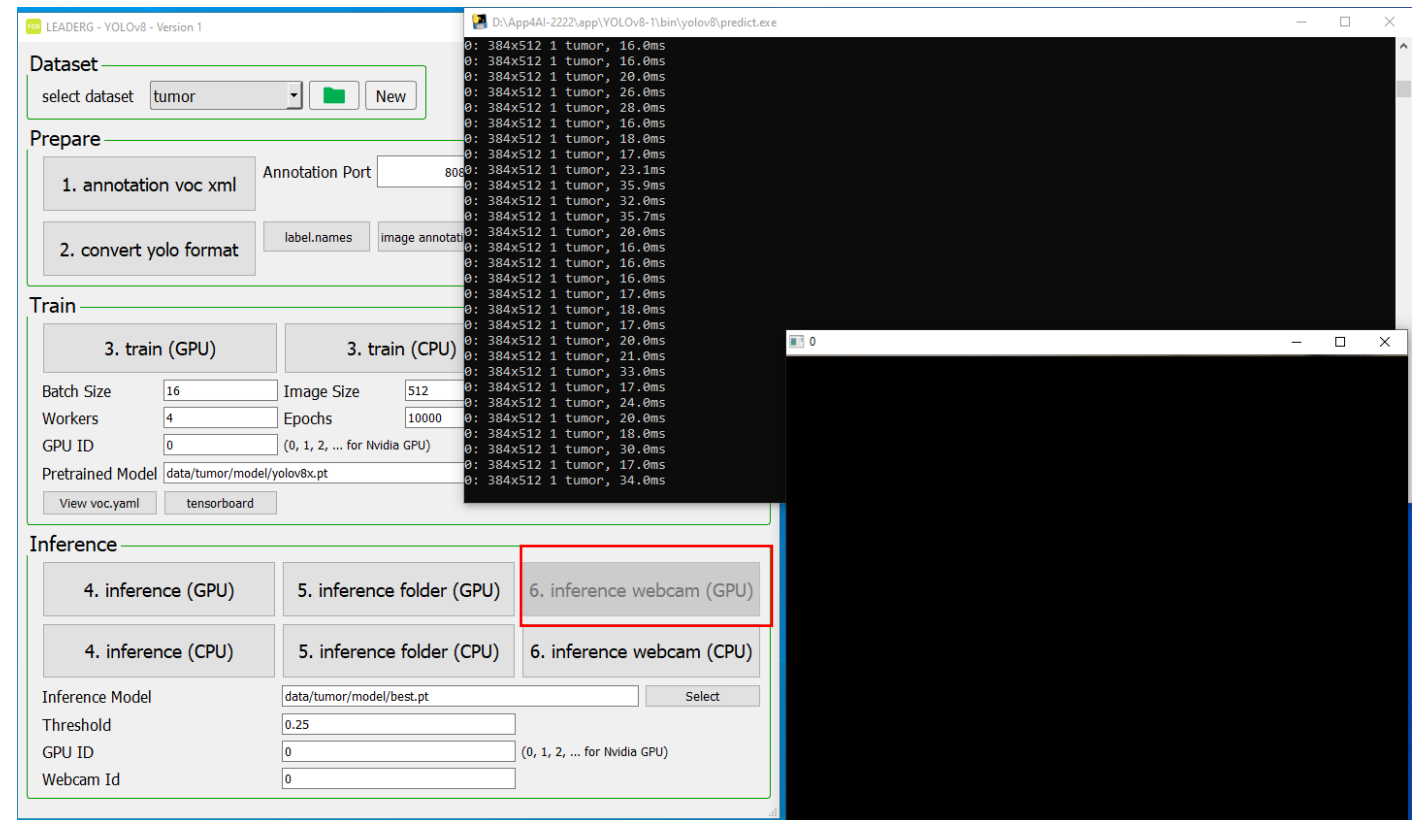 YO8 LEADERG - YOLOv8 - Version 1
Dataset
select dataset tumor New
Prepare
1. annotation voc xml Annotation Port 808
2. convert yolo format label.names image annotati
Train
3. train (GPU) 3. train (CPU)
Batch Size 16 Image Size 512
Workers 4 Epochs 10000
GPU ID 0 (0, 1, 2, ... for Nvidia GPU)
Pretrained Model data/tumor/model/yolov8x.pt
View voc.yaml tensorboard
Inference
4. inference (GPU) 5. inference folder (GPU) 6. inference webcam (GPU)
4. inference (CPU) 5. inference folder (CPU) 6. inference webcam (CPU)
Inference Model data/tumor/model/best.pt Select
Threshold 0.25
GPU ID 0 (0, 1, 2, ... for Nvidia GPU)
Webcam Id 0
D:\App4AI-2222\app\YOLOv8-1\bin\yolov8\predict.exe
0: 384x512 1 tumor, 16.0ms
0: 384x512 1 tumor, 16.0ms
0: 384x512 1 tumor, 20.0ms
0: 384x512 1 tumor, 26.0ms
0: 384x512 1 tumor, 28.0ms
0: 384x512 1 tumor, 16.0ms
0: 384x512 1 tumor, 18.0ms
0: 384x512 1 tumor, 17.0ms
0: 384x512 1 tumor, 23.1ms
0: 384x512 1 tumor, 35.9ms
0: 384x512 1 tumor, 32.0ms
0: 384x512 1 tumor, 35.7ms
0: 384x512 1 tumor, 20.0ms
0: 384x512 1 tumor, 16.0ms
0: 384x512 1 tumor, 16.0ms
0: 384x512 1 tumor, 16.0ms
0: 384x512 1 tumor, 17.0ms
0: 384x512 1 tumor, 18.0ms
0: 384x512 1 tumor, 17.0ms
0: 384x512 1 tumor, 20.0ms
0: 384x512 1 tumor, 21.0ms
0: 384x512 1 tumor, 33.0ms
0: 384x512 1 tumor, 17.0ms
0: 384x512 1 tumor, 24.0ms
0: 384x512 1 tumor, 20.0ms
0: 384x512 1 tumor, 18.0ms
0: 384x512 1 tumor, 30.0ms
0: 384x512 1 tumor, 17.0ms
0: 384x512 1 tumor, 34.0ms
0